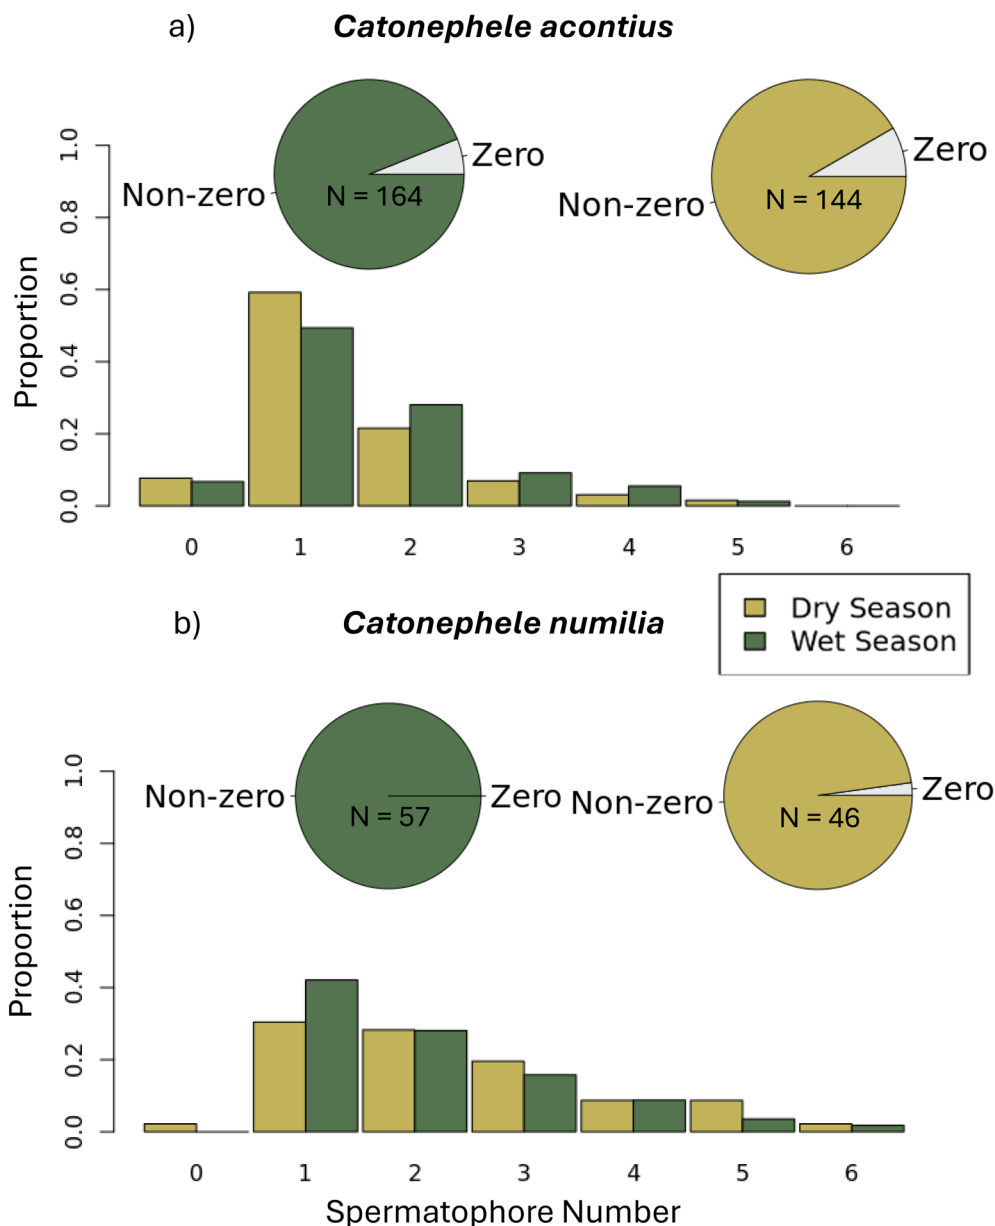 a) Catonephele acontius
Non-zero
N = 164
Zero
Non-zero
N = 144
Zero
Proportion
1.0
0.8
0.6
0.4
0.2
0.0
0 1 2 3 4 5 6
Dry Season
Wet Season
b) Catonephele numilia
Non-zero
N = 57
Zero
Non-zero
N = 46
Zero
Proportion
1.0
0.8
0.6
0.4
0.2
0.0
0 1 2 3 4 5 6
Spermatophore Number